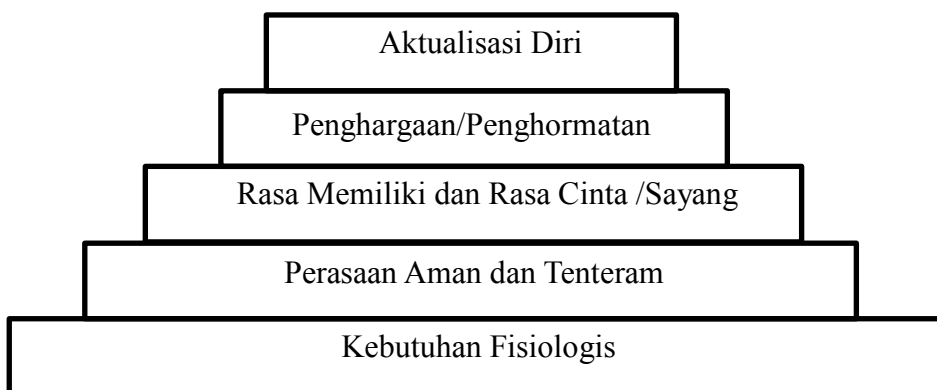 Aktualisasi Diri
Penghargaan/Penghormatan
Rasa Memiliki dan Rasa Cinta /Sayang
Perasaan Aman dan Tenteram
Kebutuhan Fisiologis